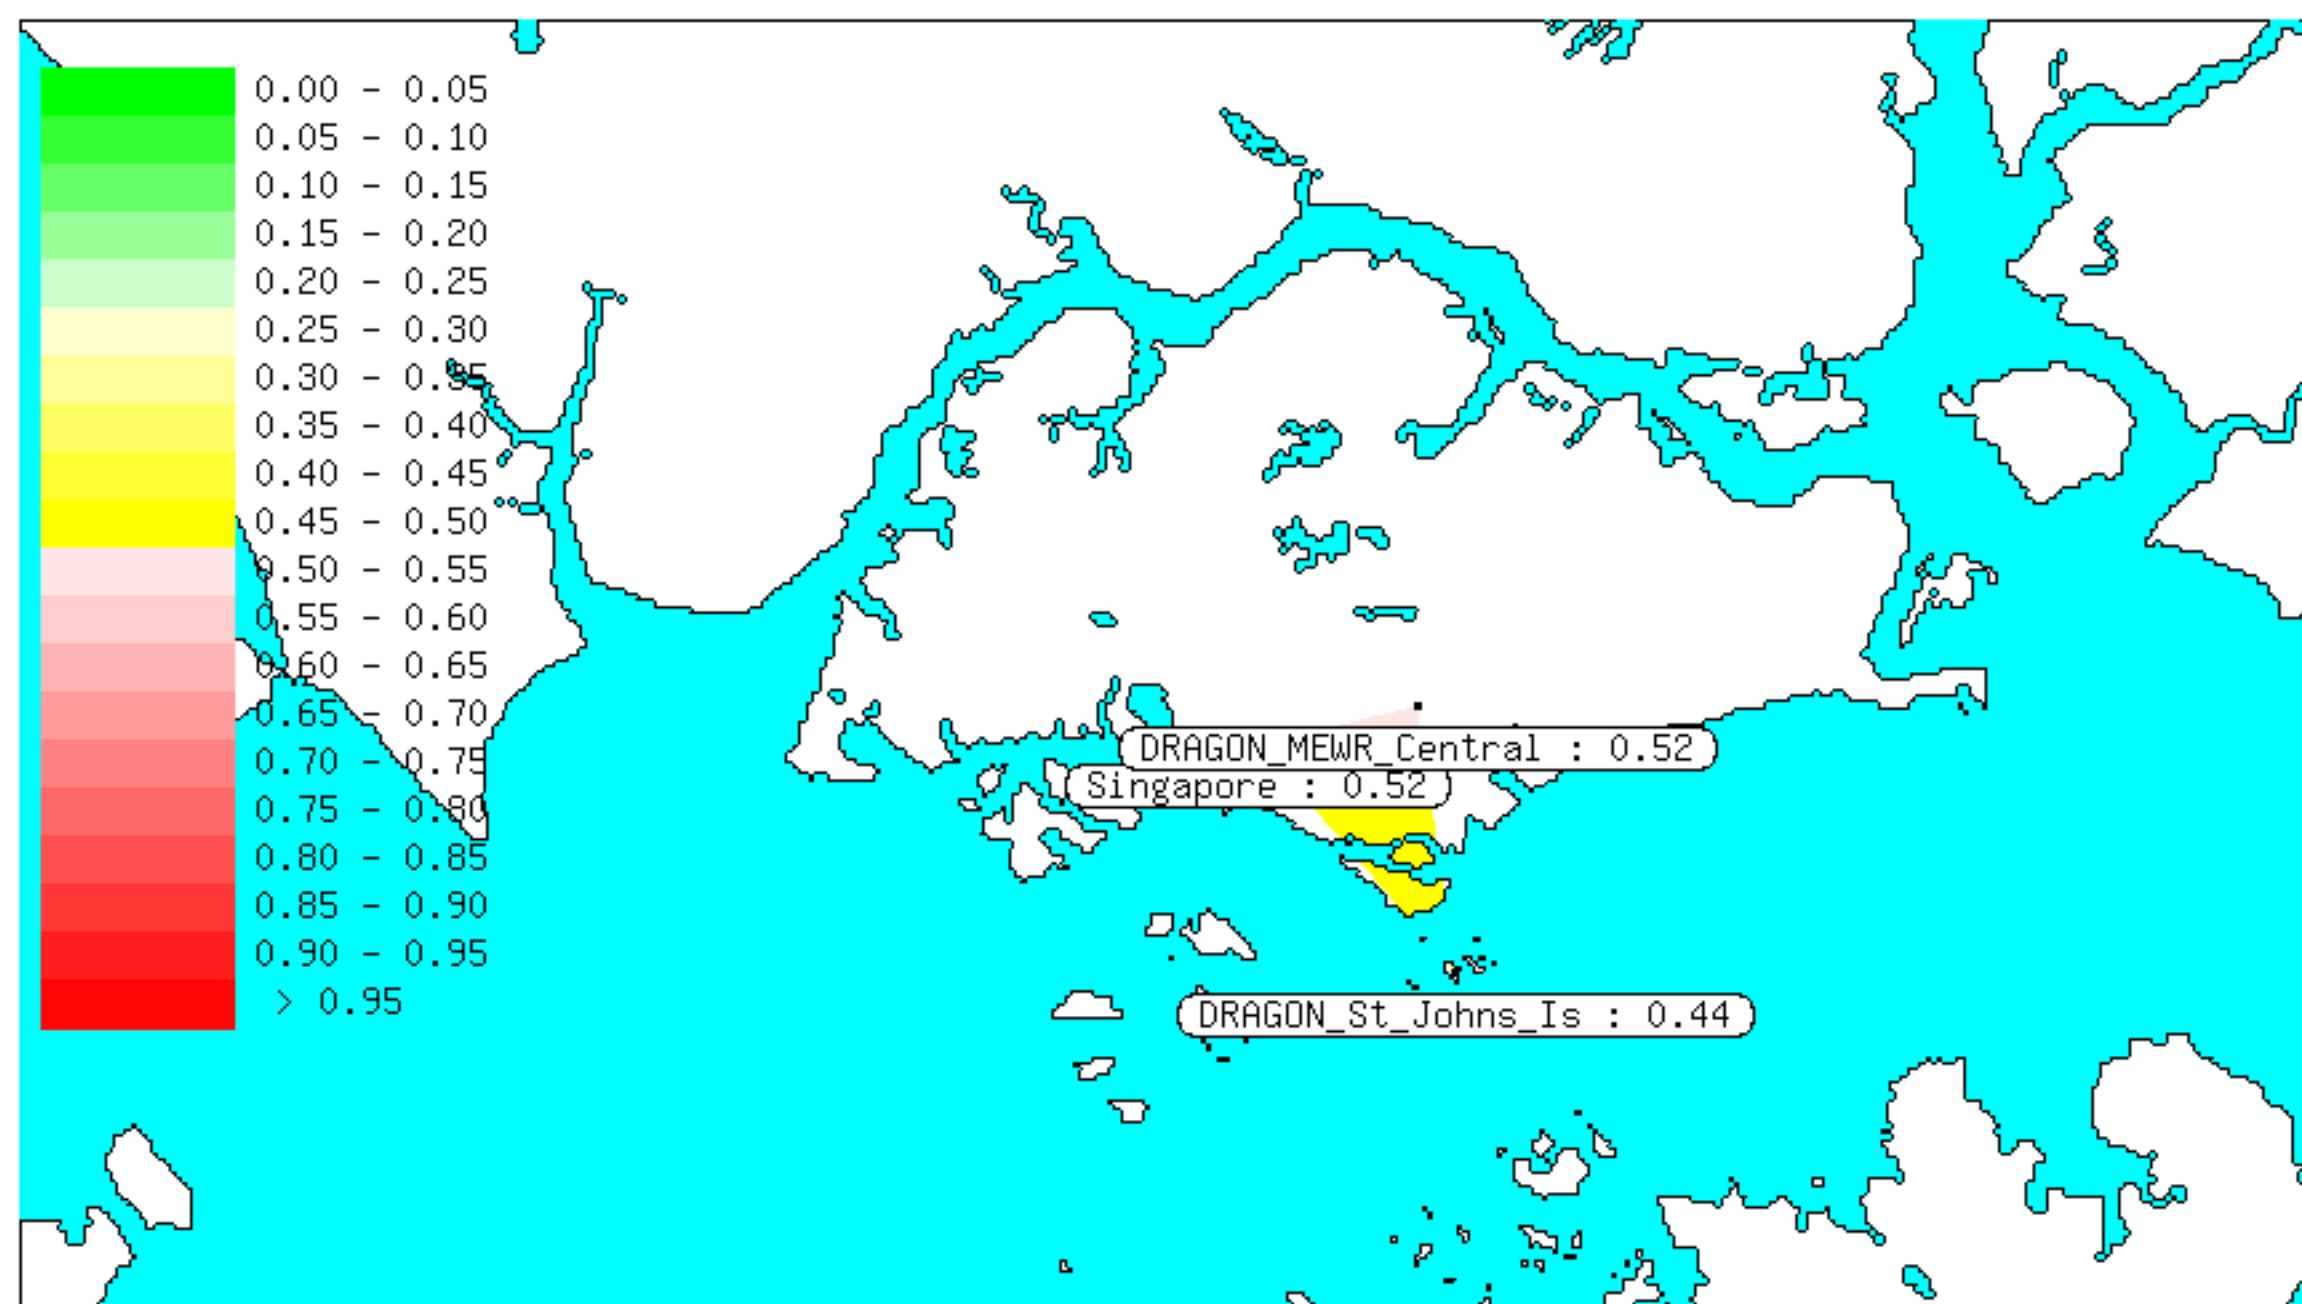 0.00 - 0.05
0.05 - 0.10
0.10 - 0.15
0.15 - 0.20
0.20 - 0.25
0.25 - 0.30
0.30 - 0.35
0.35 - 0.40
0.40 - 0.45
0.45 - 0.50
0.50 - 0.55
0.55 - 0.60
0.60 - 0.65
0.65 - 0.70
0.70 - 0.75
0.75 - 0.80
0.80 - 0.85
0.85 - 0.90
0.90 - 0.95
> 0.95
DRAGON_MEWR_Central : 0.52
Singapore : 0.52
DRAGON_St_Johns_Is : 0.44